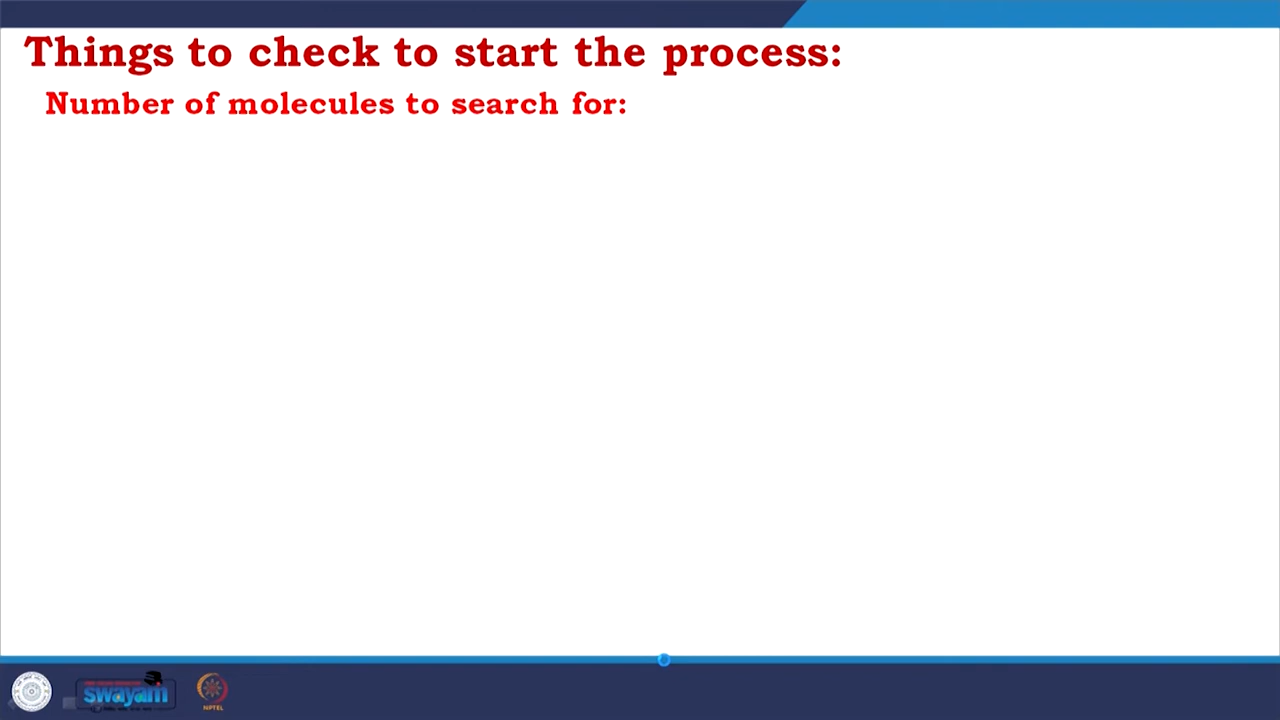 Things to check to start the process:
Number of molecules to search for:
swayam
NPTEL